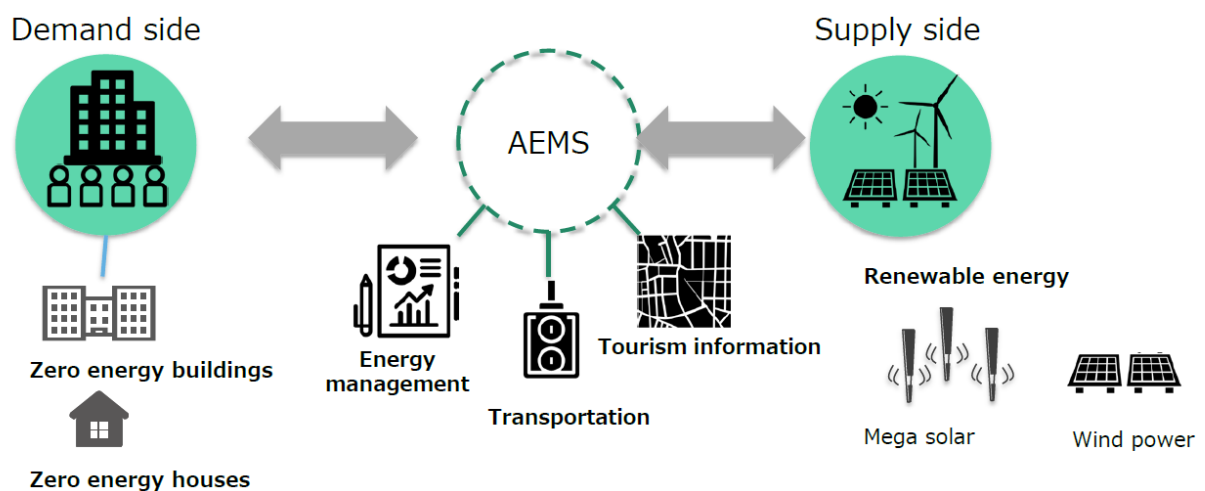 Demand side
Supply side
AEMS
Renewable energy
Zero energy buildings
Energy
management
Tourism information
Transportation
Mega solar
Wind power
Zero energy houses